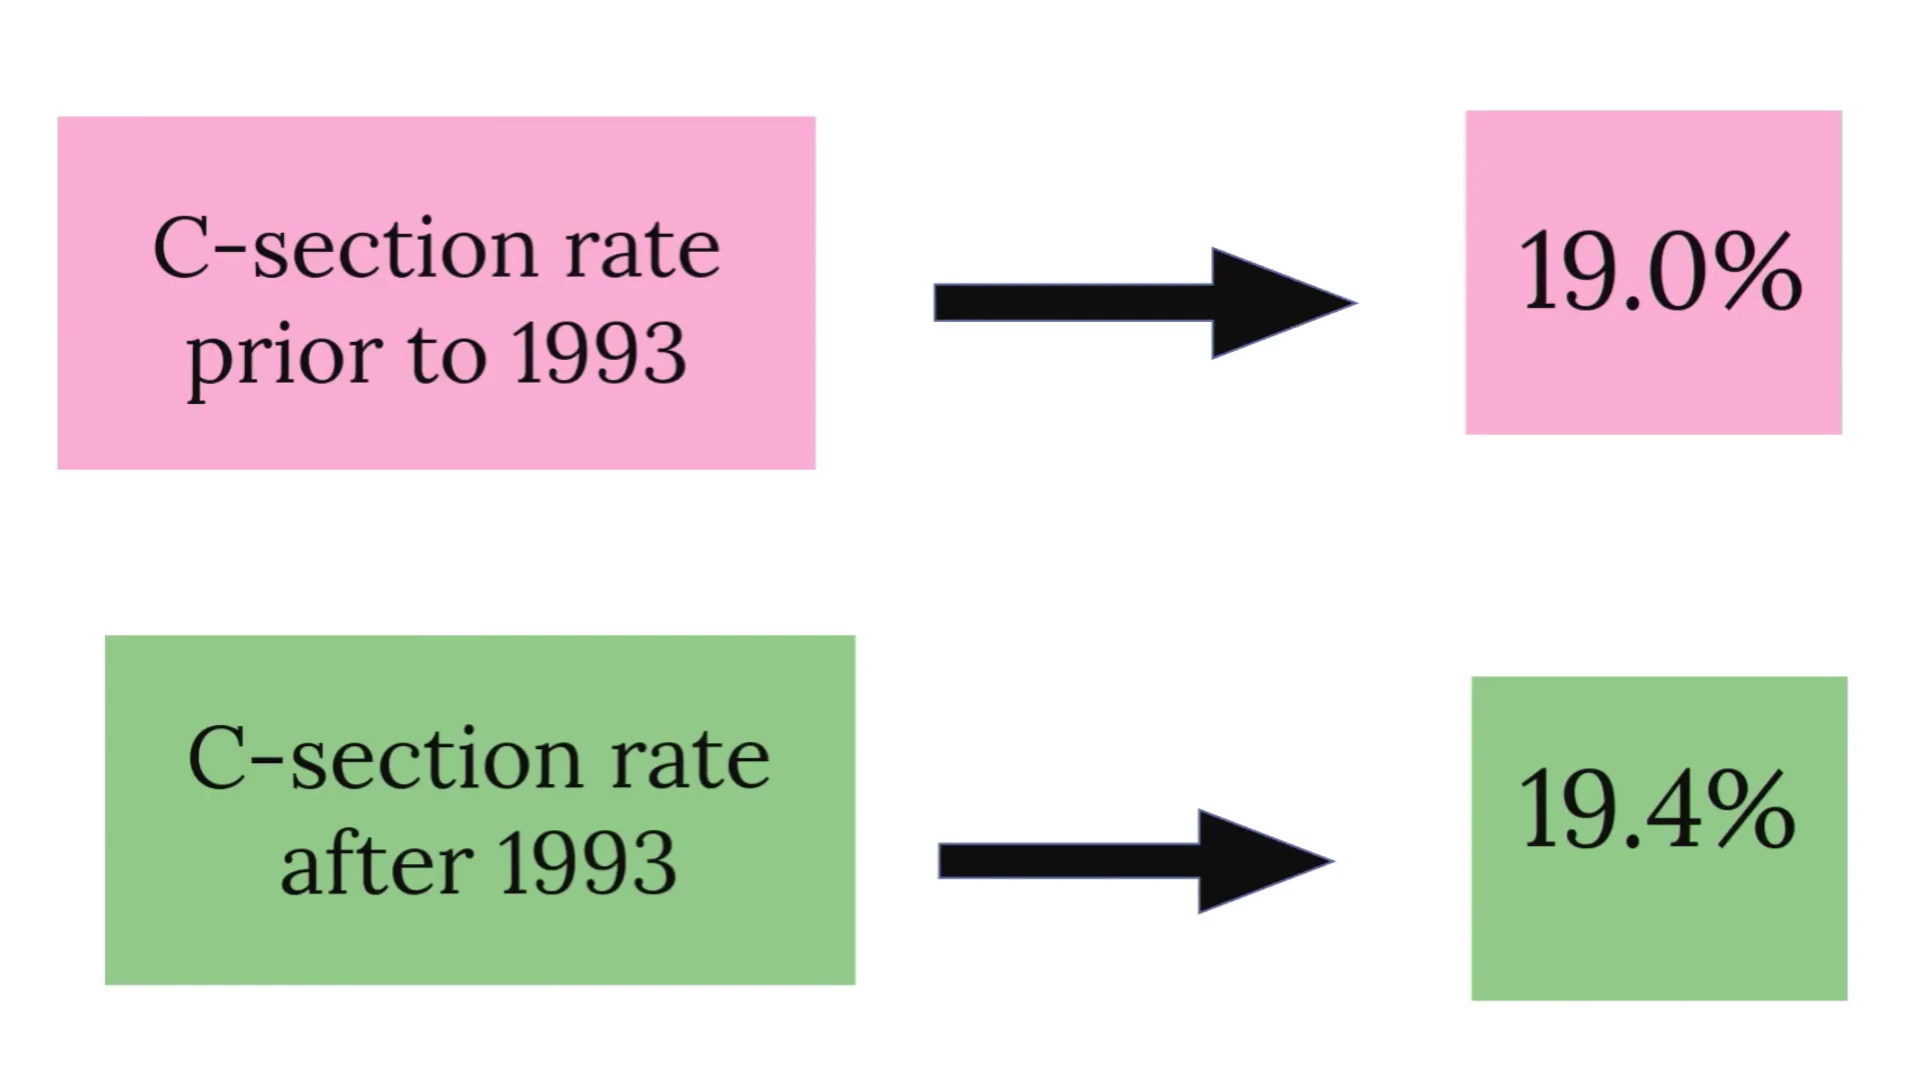 C-section rate
prior to 1993
19.0%
C-section rate
after 1993
19.4%